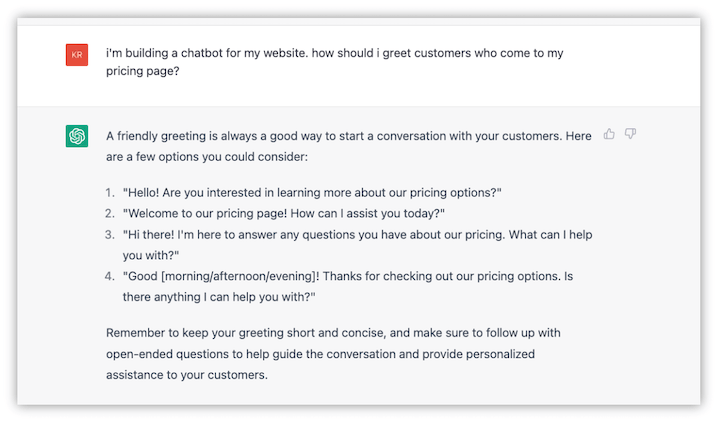 KR
i'm building a chatbot for my website. how should i greet customers who come to my
pricing page?
A friendly greeting is always a good way to start a conversation with your customers. Here
are a few options you could consider:
1. "Hello! Are you interested in learning more about our pricing options?"
2. "Welcome to our pricing page! How can I assist you today?"
3. "Hi there! I'm here to answer any questions you have about our pricing. What can I help
you with?"
4. "Good [morning/afternoon/evening]! Thanks for checking out our pricing options. Is
there anything I can help you with?"
Remember to keep your greeting short and concise, and make sure to follow up with
open-ended questions to help guide the conversation and provide personalized
assistance to your customers.